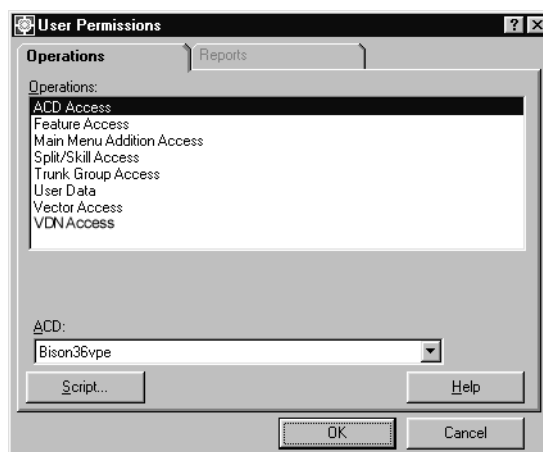 User Permissions
Operations
Reports
Operations:
ACD Access
Feature Access
Main Menu Addition Access
Split/Skill Access
Trunk Group Access
User Data
Vector Access
VDN Access
ACD:
Bison36vpe
Script...
Help
OK
Cancel